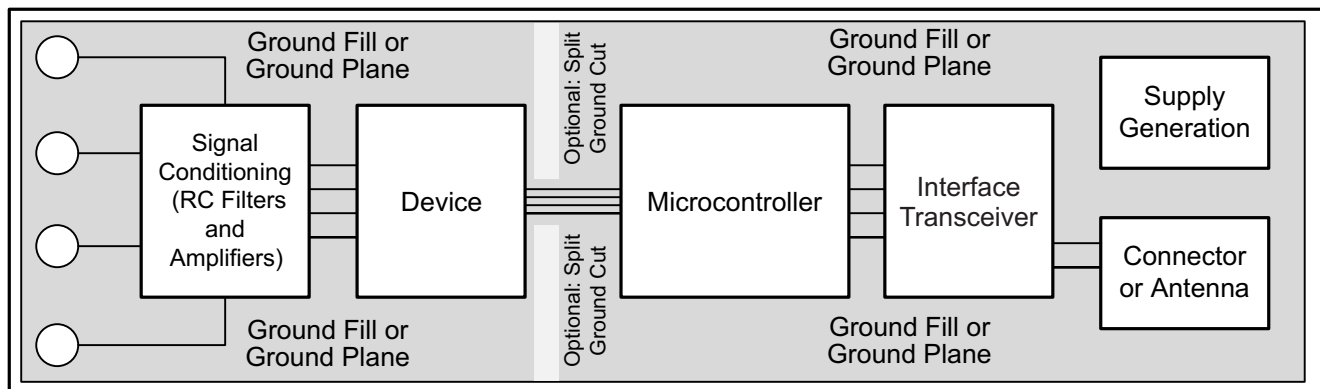 Ground Fill or
Ground Plane
Optional: Split
Ground Cut
Ground Fill or
Ground Plane
Supply
Generation
Signal
Conditioning
(RC Filters
and
Amplifiers)
Device
Microcontroller
Interface
Transceiver
Connector
or Antenna
Ground Fill or
Ground Plane
Optional: Split
Ground Cut
Ground Fill or
Ground Plane